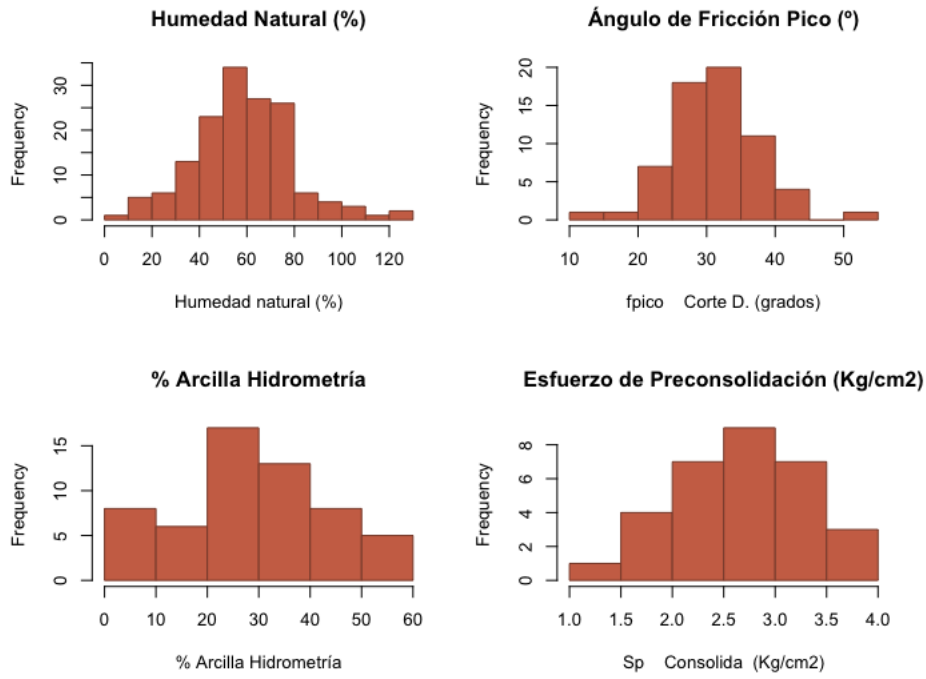 Humedad Natural (%)
Frequency
0 10 20 30
0 20 40 60 80 100 120
Humedad natural (%)
Ángulo de Fricción Pico (º)
Frequency
0 5 10 15 20
10 20 30 40 50
fpico Corte D. (grados)
% Arcilla Hidrometría
Frequency
0 5 10 15
0 10 20 30 40 50 60
% Arcilla Hidrometría
Esfuerzo de Preconsolidación (Kg/cm2)
Frequency
0 2 4 6 8
1.0 1.5 2.0 2.5 3.0 3.5 4.0
Sp Consolida (Kg/cm2)